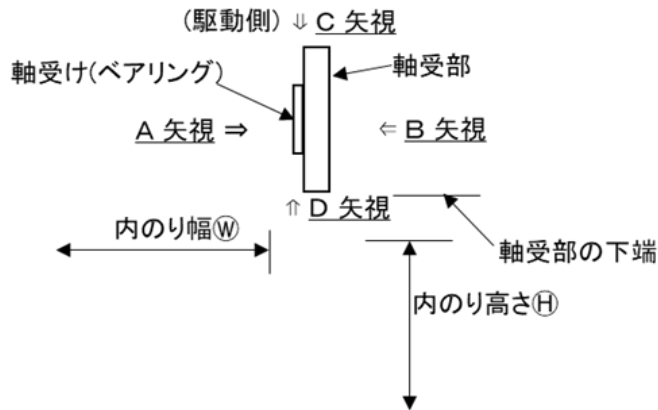 (駆動側) ⇓ C 矢視
軸受け(ベアリング)
軸受部
A 矢視 ⇒
⇐ B 矢視
⇑ D 矢視
内のり幅Ⓦ
軸受部の下端
内のり高さⒽ